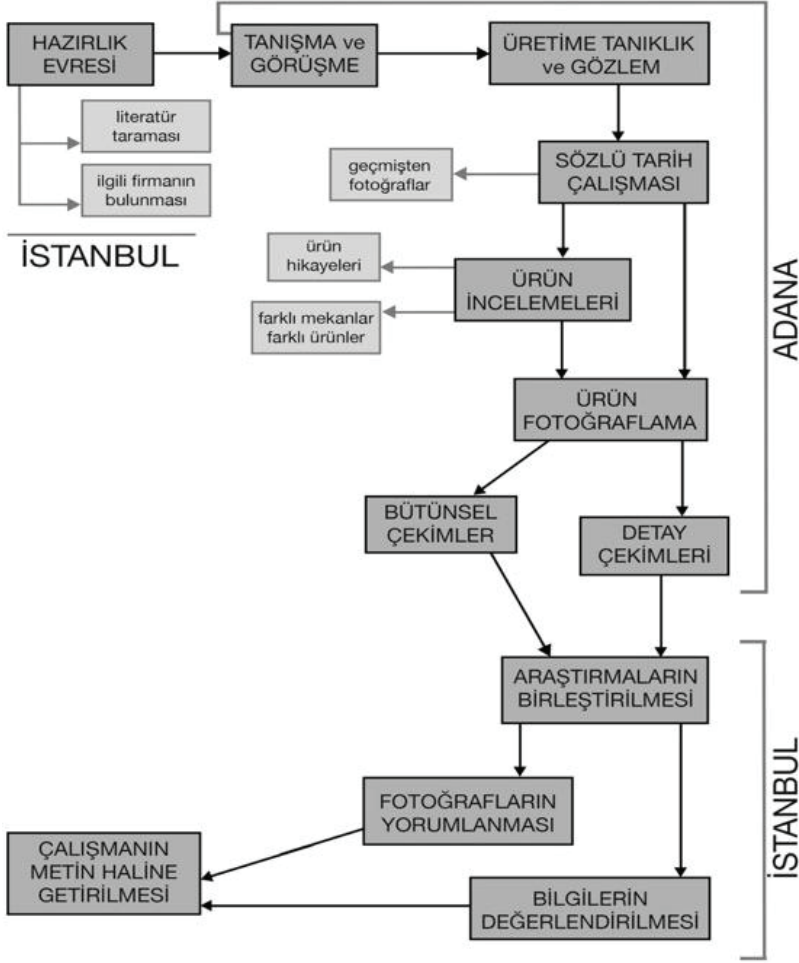 HAZIRLIK
EVRESİ
TANIŞMA ve
GÖRÜŞME
ÜRETİME TANIKLIK
ve GÖZLEM
literatür
taraması
ilgili firmanın
bulunması
İSTANBUL
geçmişten
fotoğraflar
SÖZLÜ TARİH
ÇALIŞMASI
ürün
hikayeleri
farklı mekanlar
farklı ürünler
ÜRÜN
İNCELEMELERİ
ADANA
ÜRÜN
FOTOĞRAFLAMA
BÜTÜNSEL
ÇEKİMLER
DETAY
ÇEKİMLERİ
ARAŞTIRMALARIN
BİRLEŞTİRİLMESİ
FOTOĞRAFLARIN
YORUMLANMASI
İSTANBUL
ÇALIŞMANIN
METİN HALİNE
GETİRİLMESİ
BİLGİLERİN
DEĞERLENDİRİLMESİ